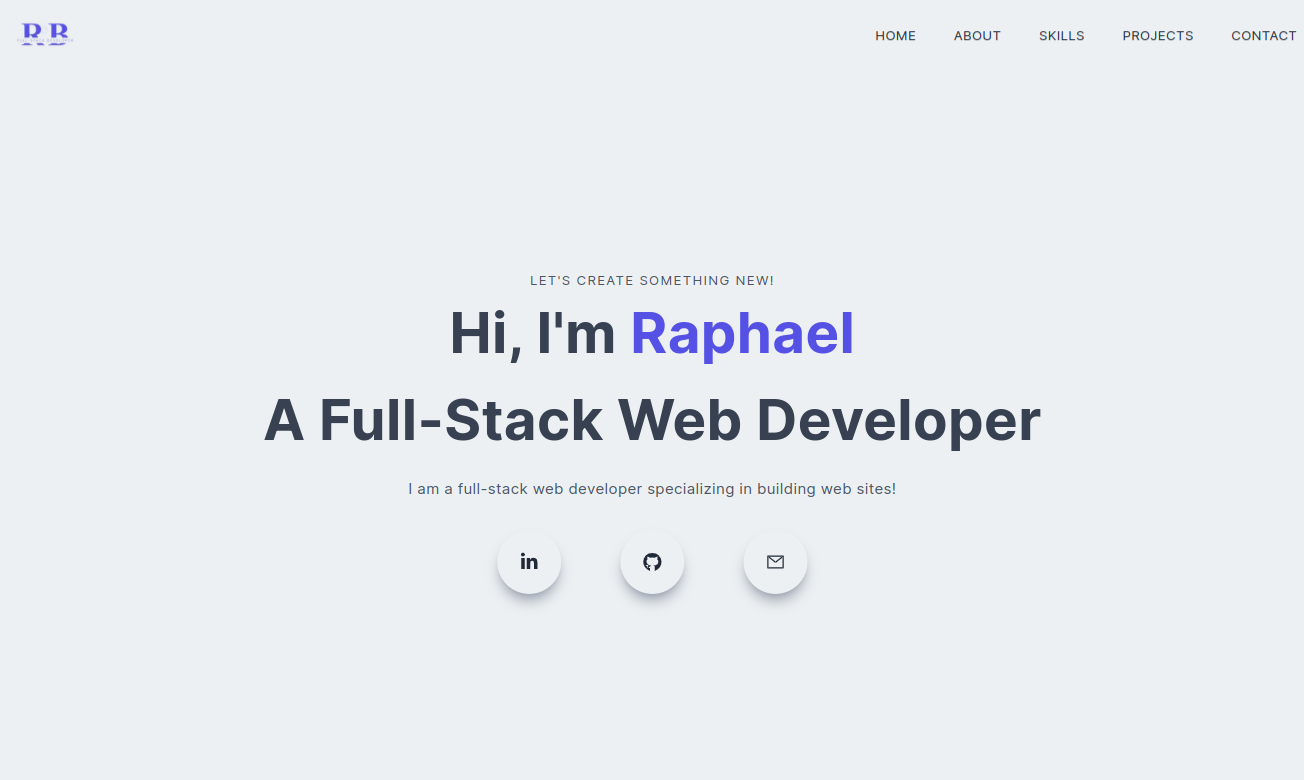 RB
HOME ABOUT SKILLS PROJECTS CONTACT
LET'S CREATE SOMETHING NEW!
Hi, I'm Raphael
A Full-Stack Web Developer
I am a full-stack web developer specializing in building web sites!
in